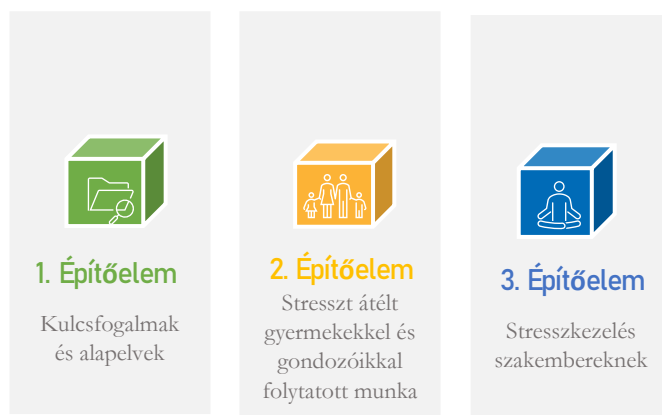 1. Építőelem
Kulcsfogalmak
és alapelvek
2. Építőelem
Stresszt átélt
gyermekekkel és
gondozóikkal
folytatott munka
3. Építőelem
Stresszkezelés
szakembereknek